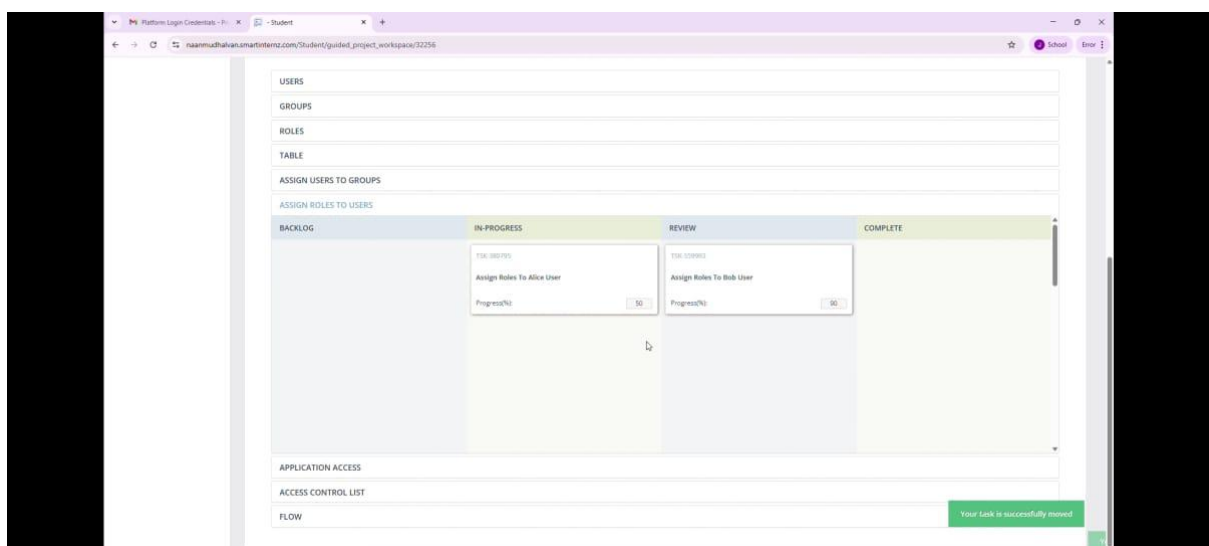 Platform Login Credentials - Pr
- Student
naanmudhalvan.smartinternz.com/Student/guided_project_workspace/32256
School
Error
USERS
GROUPS
ROLES
TABLE
ASSIGN USERS TO GROUPS
ASSIGN ROLES TO USERS
BACKLOG IN-PROGRESS REVIEW COMPLETE
Assign Roles To Alice User
Progress(%): 50
Assign Roles To Bob User
Progress(%): 90
APPLICATION ACCESS
ACCESS CONTROL LIST
FLOW
Your task is successfully moved